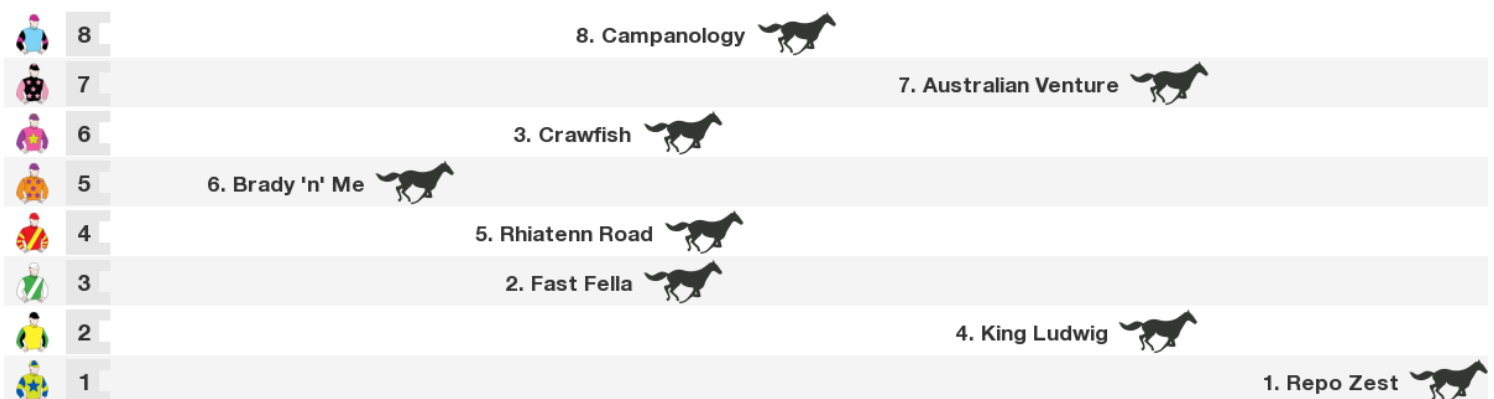 8 8. Campanology
7 7. Australian Venture
6 3. Crawfish
5 6. Brady 'n' Me
4 5. Rhiatenn Road
3 2. Fast Fella
2 4. King Ludwig
1 1. Repo Zest